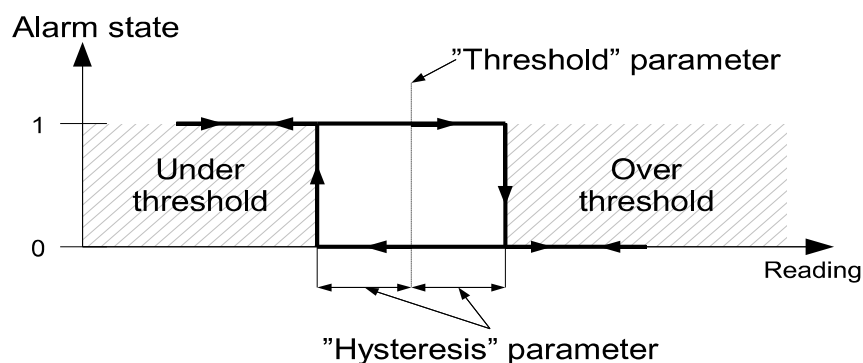 Alarm state
”Threshold” parameter
1
Under
threshold
Over
threshold
0
Reading
”Hysteresis” parameter